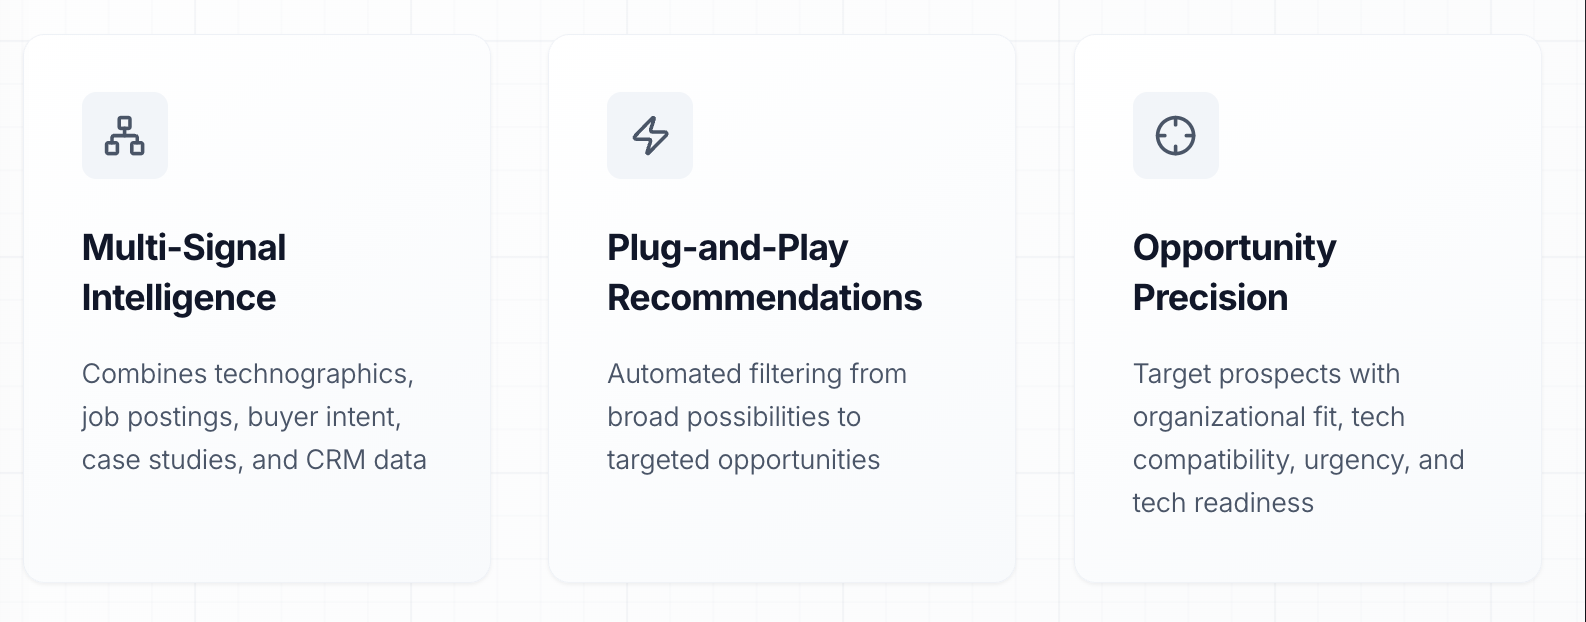 Multi-Signal
Intelligence
Combines technographics,
job postings, buyer intent,
case studies, and CRM data
Plug-and-Play
Recommendations
Automated filtering from
broad possibilities to
targeted opportunities
Opportunity
Precision
Target prospects with
organizational fit, tech
compatibility, urgency, and
tech readiness